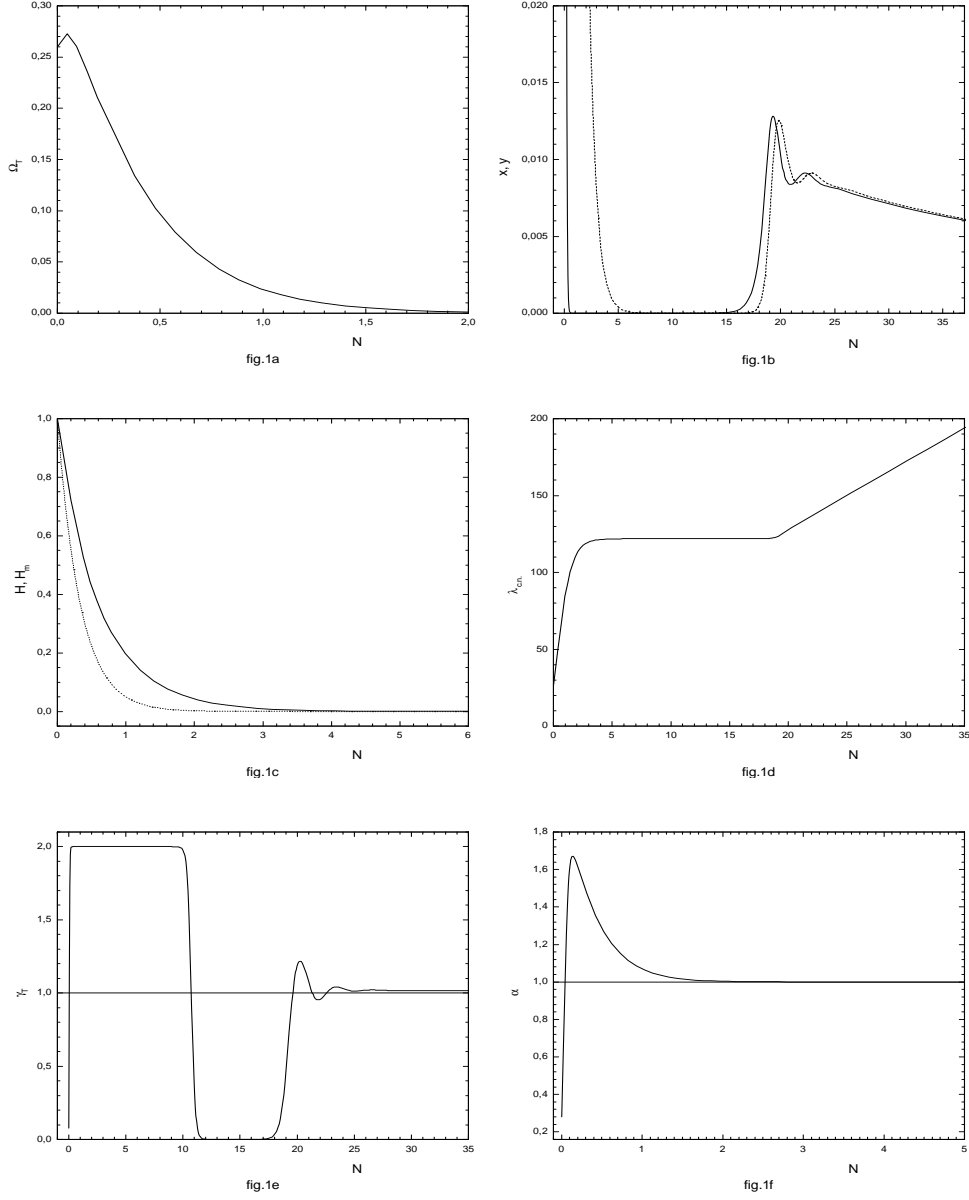 0,30
0,25
0,20
0,15
0,10
0,05
0,00
Ω_T
0,0 0,5 1,0 1,5 2,0
N
fig.1a
0,020
0,015
0,010
0,005
0,000
x, y
0 5 10 15 20 25 30 35
N
fig.1b
1,0
0,8
0,6
0,4
0,2
0,0
H, H_m
0 1 2 3 4 5 6
N
fig.1c
200
150
100
50
0
λ_c.n.
0 5 10 15 20 25 30 35
N
fig.1d
2,0
1,5
1,0
0,5
0,0
γ_T
0 5 10 15 20 25 30 35
N
fig.1e
1,8
1,6
1,4
1,2
1,0
0,8
0,6
0,4
0,2
α
0 1 2 3 4 5
N
fig.1f